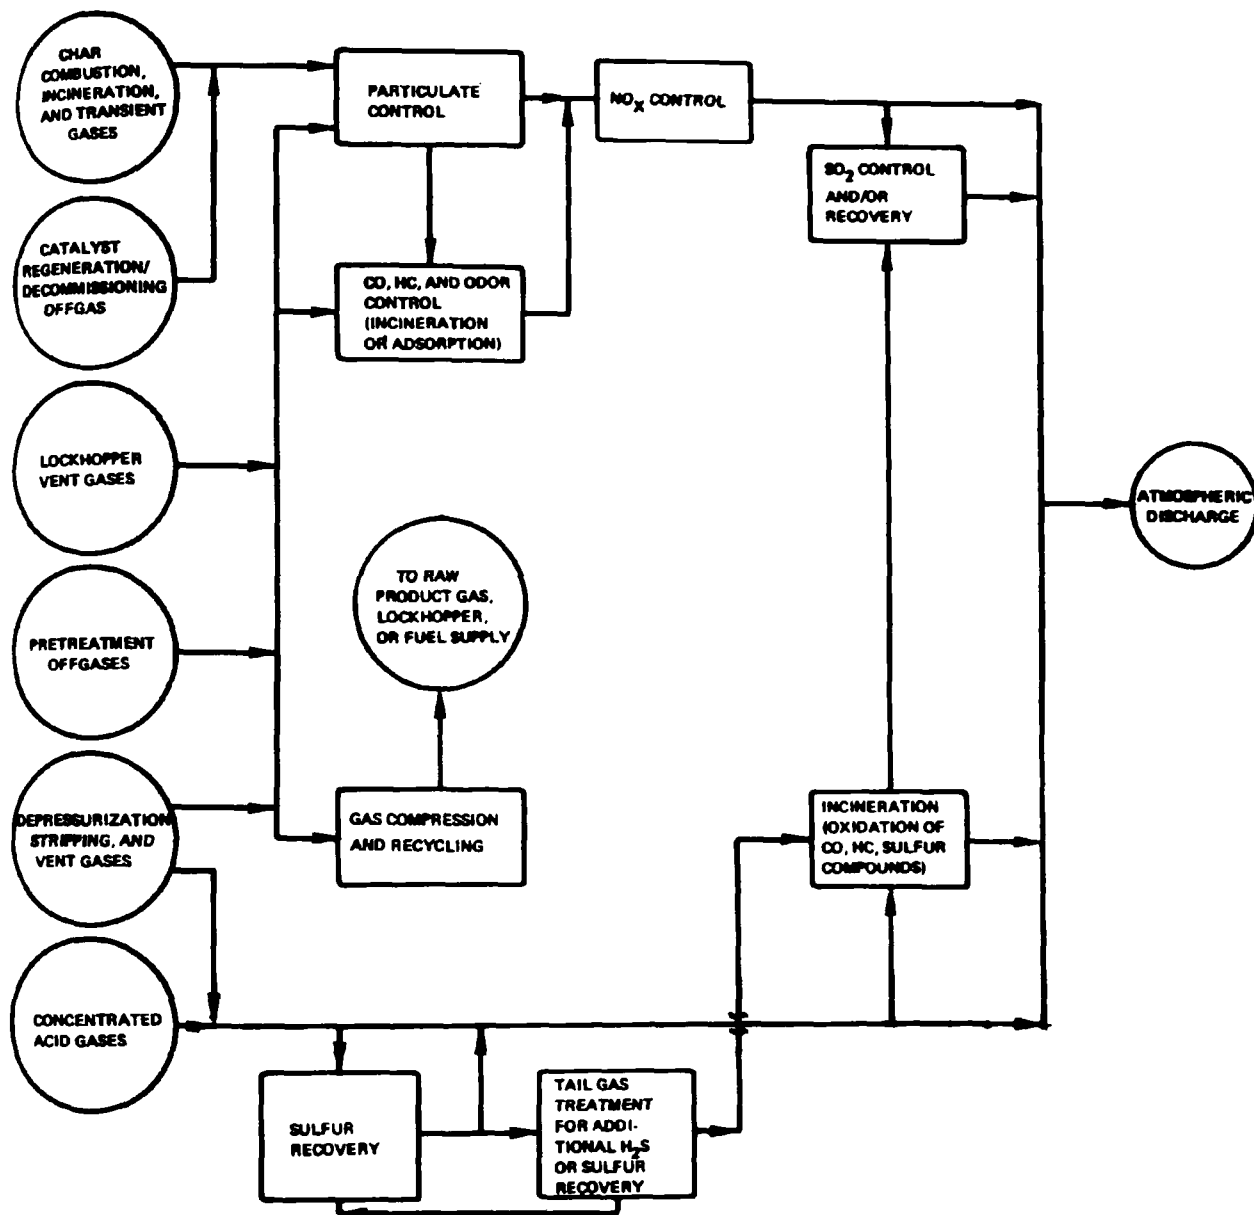 CHAR
COMBUSTION,
INCINERATION,
AND TRANSIENT
GASES
PARTICULATE
CONTROL
NOX CONTROL
SO2 CONTROL
AND/OR
RECOVERY
CATALYST
REGENERATION/
DECOMMISSIONING
OFFGAS
CO, HC, AND ODOR
CONTROL
(INCINERATION
OR ADSORPTION)
LOCKHOPPER
VENT GASES
ATMOSPHERIC
DISCHARGE
TO RAW
PRODUCT GAS,
LOCKHOPPER,
OR FUEL SUPPLY
PRETREATMENT
OFFGASES
DEPRESSURIZATION
STRIPPING, AND
VENT GASES
GAS COMPRESSION
AND RECYCLING
INCINERATION
(OXIDATION OF
CO, HC, SULFUR
COMPOUNDS)
CONCENTRATED
ACID GASES
SULFUR
RECOVERY
TAIL GAS
TREATMENT
FOR ADDI-
TIONAL H2S
OR SULFUR
RECOVERY